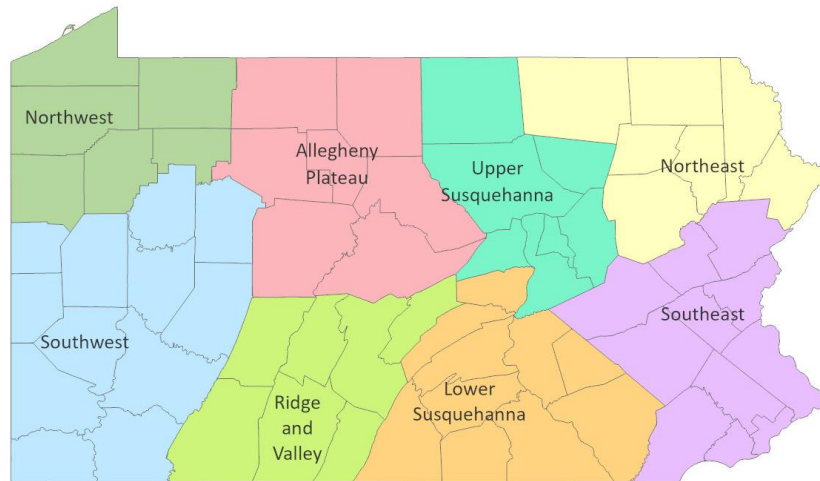 Northwest
Allegheny
Plateau
Upper
Susquehanna
Northeast
Southwest
Southeast
Ridge
and
Valley
Lower
Susquehanna